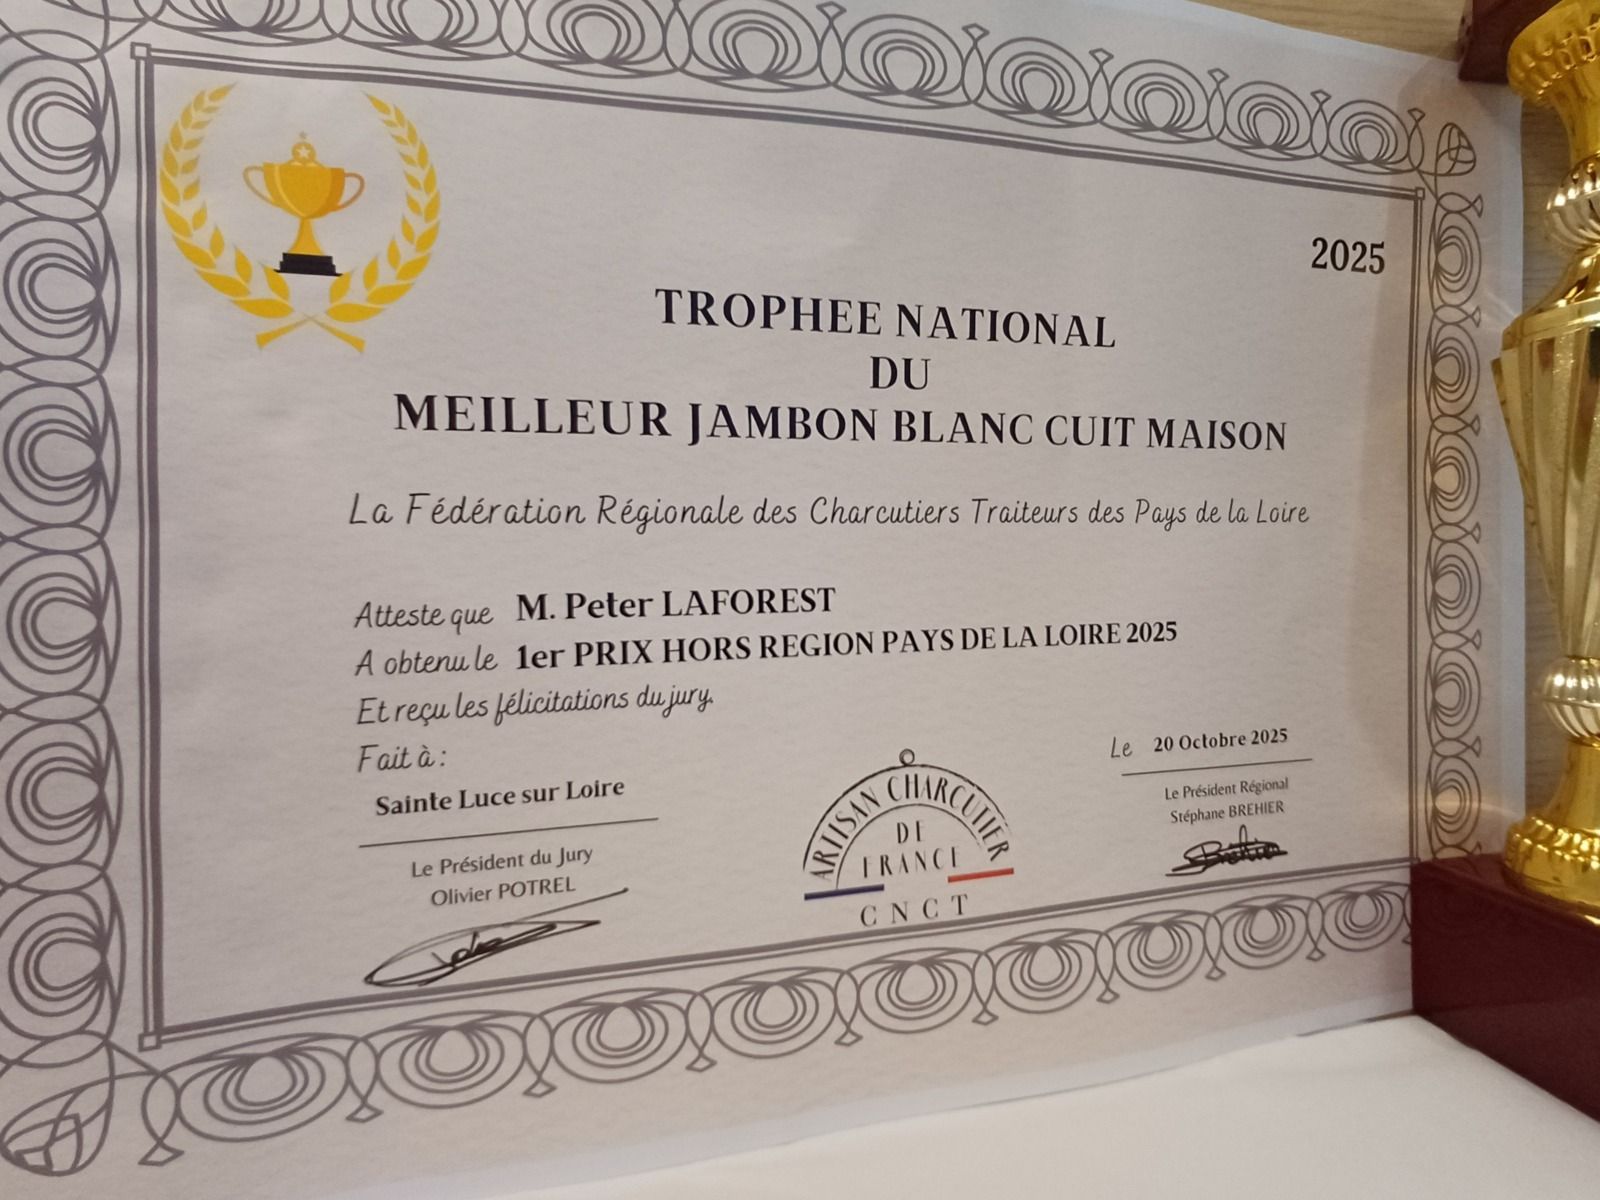 2025
TROPHEE NATIONAL
DU
MEILLEUR JAMBON BLANC CUIT MAISON
La Fédération Régionale des Charcutiers Traiteurs des Pays de la Loire
Atteste que M. Peter LAFOREST
A obtenu le 1er PRIX HORS REGION PAYS DE LA LOIRE 2025
Et reçu les félicitations du jury.
Fait à :
Sainte Luce sur Loire
Le Président du Jury
Olivier POTREL
ARTISAN CHARCUTIER
DE
FRANCE
CNCT
Le 20 Octobre 2025
Le Président Régional
Stéphane BREHIER